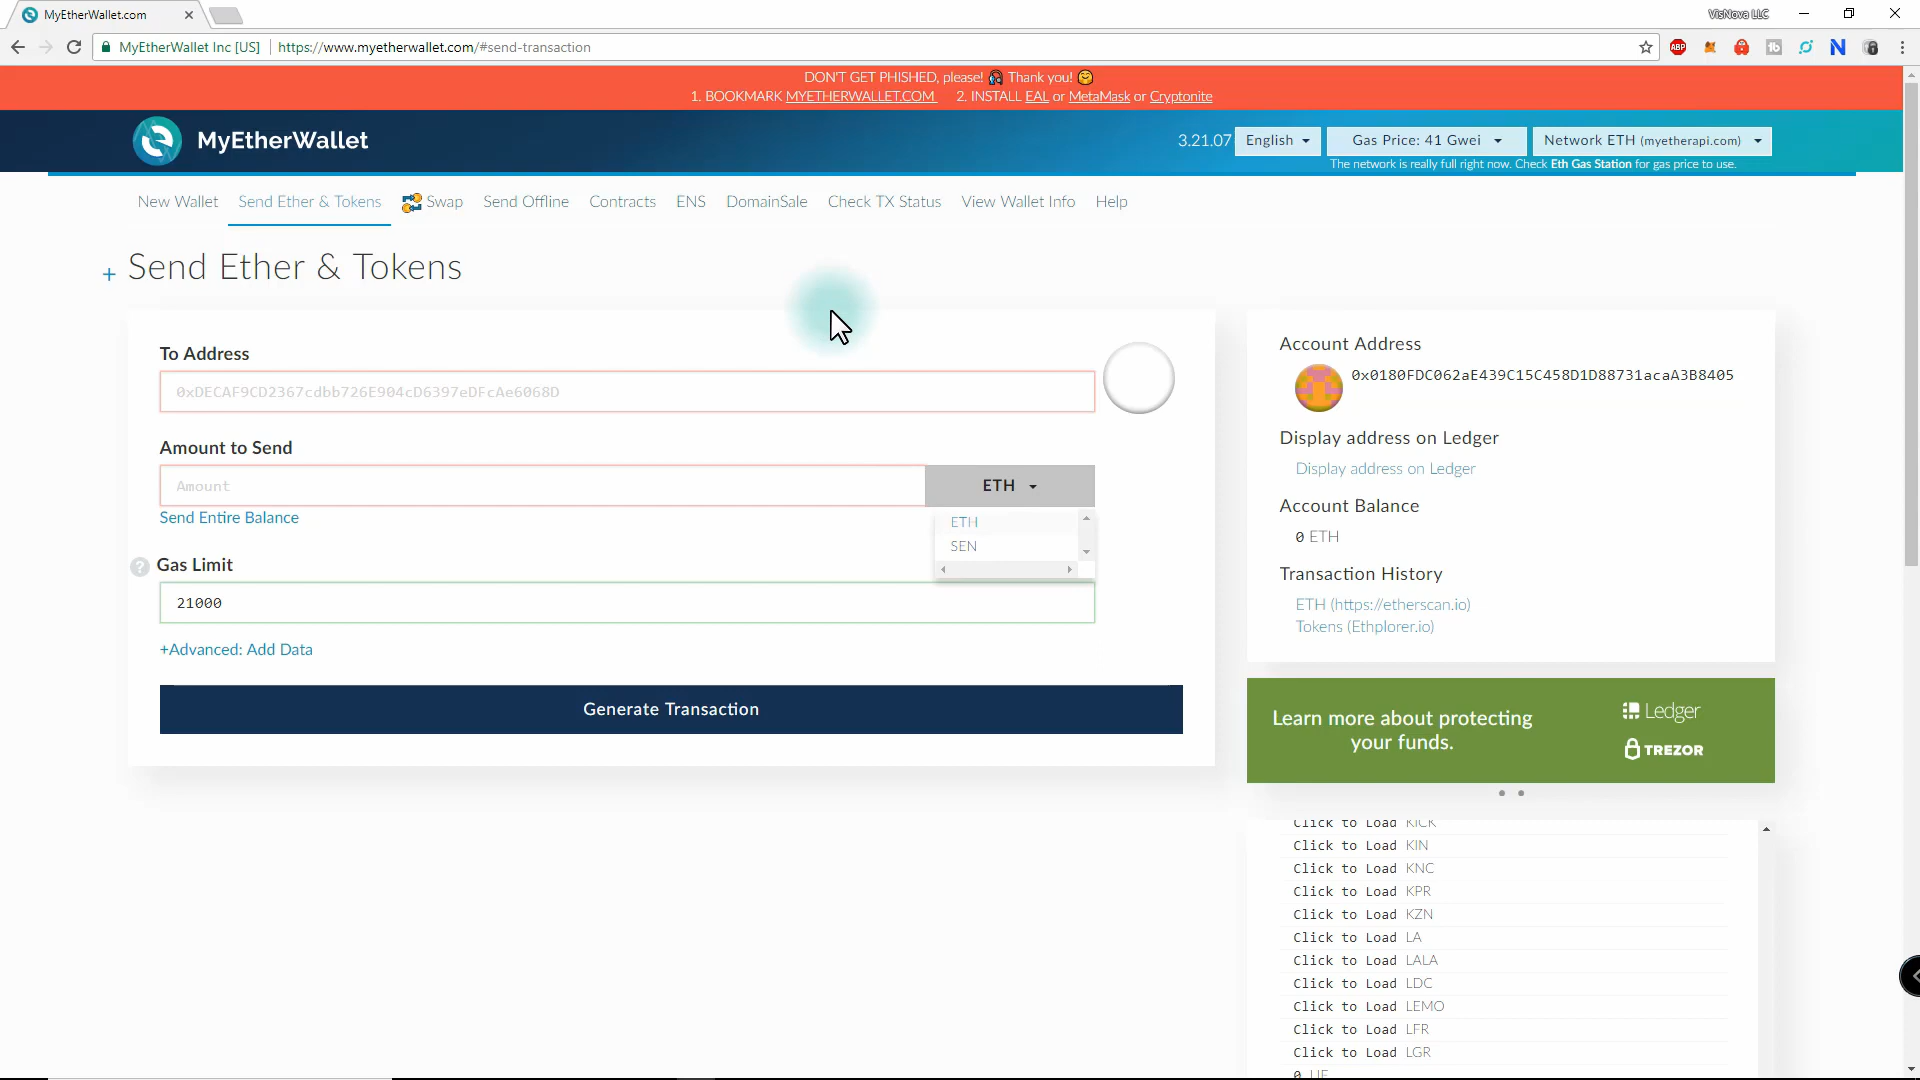 MyEtherWallet.com
VisNova LLC
MyEtherWallet Inc [US]
https://www.myetherwallet.com/#send-transaction
ABP
DON'T GET PHISHED, please! Thank you!
1. BOOKMARK MYETHERWALLET.COM 2. INSTALL EAL or MetaMask or Cryptonite
MyEtherWallet
3.21.07
English
Gas Price: 41 Gwei
Network ETH (myetherapi.com)
The network is really full right now. Check Eth Gas Station for gas price to use.
New Wallet
Send Ether & Tokens
Swap
Send Offline
Contracts
ENS
DomainSale
Check TX Status
View Wallet Info
Help
+ Send Ether & Tokens
To Address
0xDECAF9CD2367cdbb726E904cD6397eDFcAe6068D
Amount to Send
Amount
ETH
Send Entire Balance
ETH
SEN
? Gas Limit
21000
+Advanced: Add Data
Generate Transaction
Account Address
0x0180FDC062aE439C15C458D1D88731acaA3B8405
Display address on Ledger
Display address on Ledger
Account Balance
0 ETH
Transaction History
ETH (https://etherscan.io)
Tokens (Ethplorer.io)
Learn more about protecting
your funds.
Ledger
TREZOR
Click to Load KICK
Click to Load KIN
Click to Load KNC
Click to Load KPR
Click to Load KZN
Click to Load LA
Click to Load LALA
Click to Load LDC
Click to Load LEMO
Click to Load LFR
Click to Load LGR